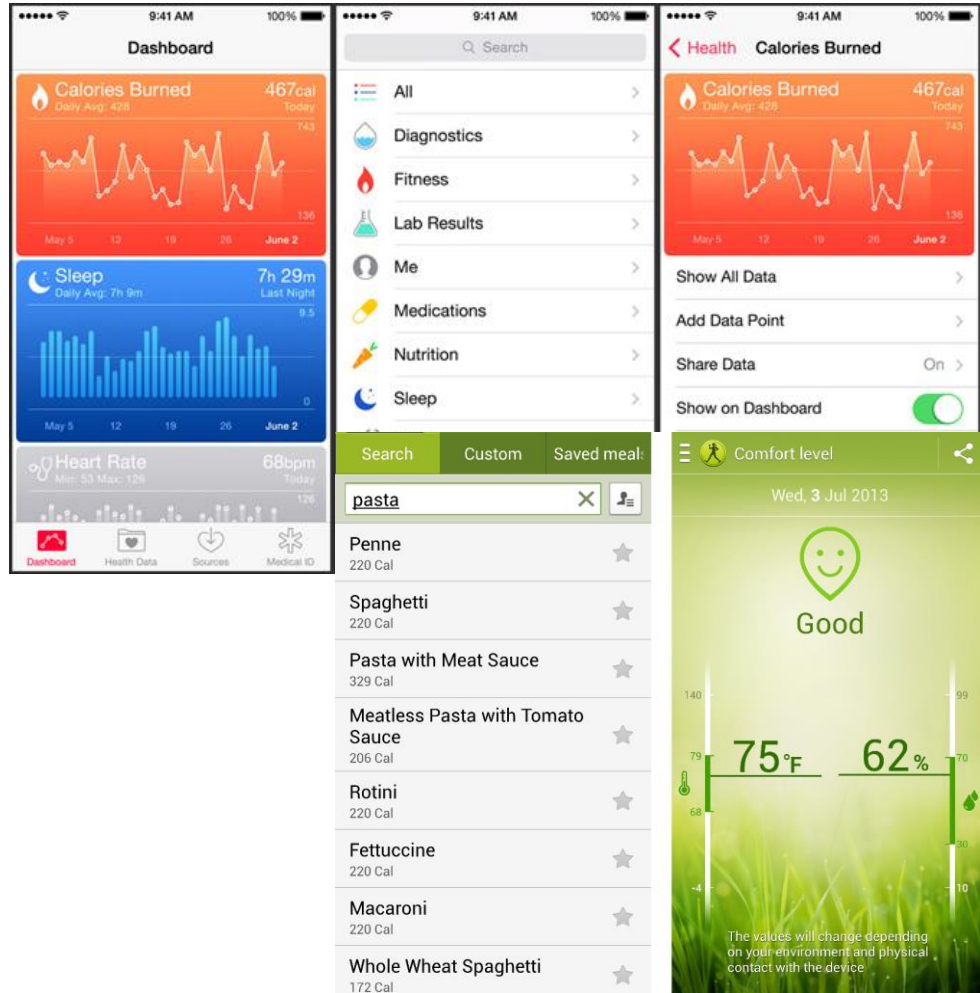 9:41 AM 100%
Dashboard
Calories Burned 467cal
Daily Avg: 428 Today
743
136
May 5 12 19 26 June 2
Sleep 7h 29m
Daily Avg: 7h 9m Last Night
9.5
0
May 5 12 19 26 June 2
Heart Rate 68bpm
Min: 53 Max: 126 Today
126
Dashboard Health Data Sources Medical ID
9:41 AM 100%
Search
All
Diagnostics
Fitness
Lab Results
Me
Medications
Nutrition
Sleep
9:41 AM 100%
Health Calories Burned
Calories Burned 467cal
Daily Avg: 428 Today
743
136
May 5 12 19 26 June 2
Show All Data
Add Data Point
Share Data On
Show on Dashboard
Search Custom Saved meals
pasta
Penne
220 Cal
Spaghetti
220 Cal
Pasta with Meat Sauce
329 Cal
Meatless Pasta with Tomato
Sauce
206 Cal
Rotini
220 Cal
Fettuccine
220 Cal
Macaroni
220 Cal
Whole Wheat Spaghetti
172 Cal
Comfort level
Wed, 3 Jul 2013
Good
140 99
79 75°F 62% 70
68 30
-4 10
The values will change depending
on your environment and physical
contact with the device